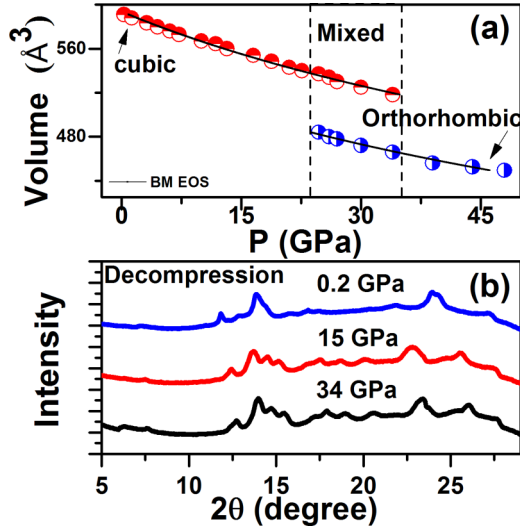 Mixed
(a)
560
cubic
Volume (Å³)
480
Orthorhombic
BM EOS
0 15 30 45
P (GPa)
Decompression
0.2 GPa
(b)
Intensity
15 GPa
34 GPa
5 10 15 20 25
2θ (degree)